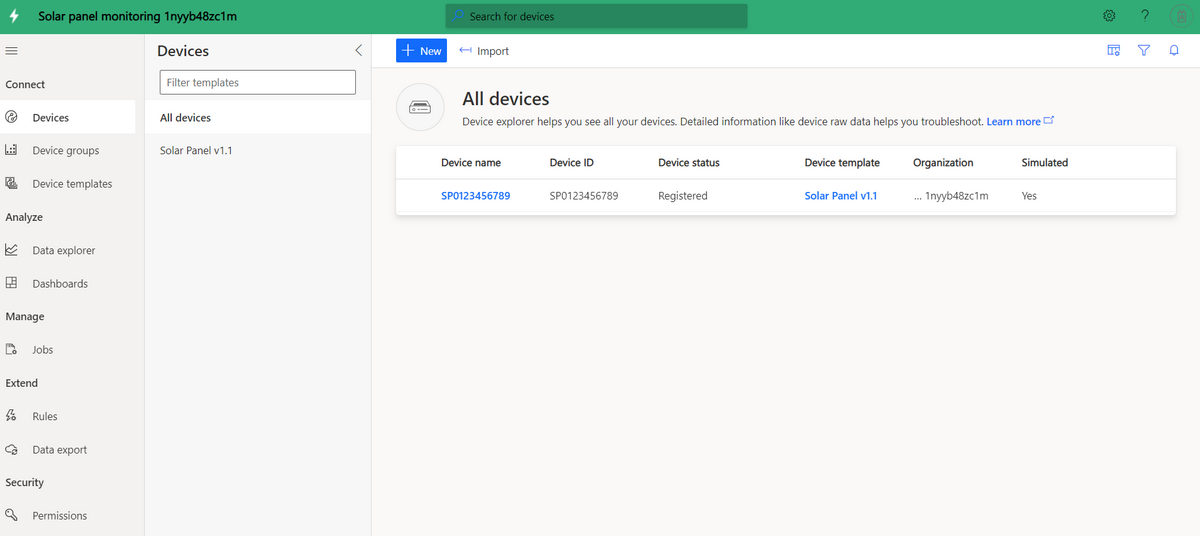 Solar panel monitoring 1nyyb48zc1m
Search for devices
?
Connect
Devices
Device groups
Device templates
Analyze
Data explorer
Dashboards
Manage
Jobs
Extend
Rules
Data export
Security
Permissions
Devices
Filter templates
All devices
Solar Panel v1.1
New
Import
All devices
Device explorer helps you see all your devices. Detailed information like device raw data helps you troubleshoot. Learn more
Device name Device ID Device status Device template Organization Simulated
SP0123456789 SP0123456789 Registered Solar Panel v1.1 ... 1nyyb48zc1m Yes